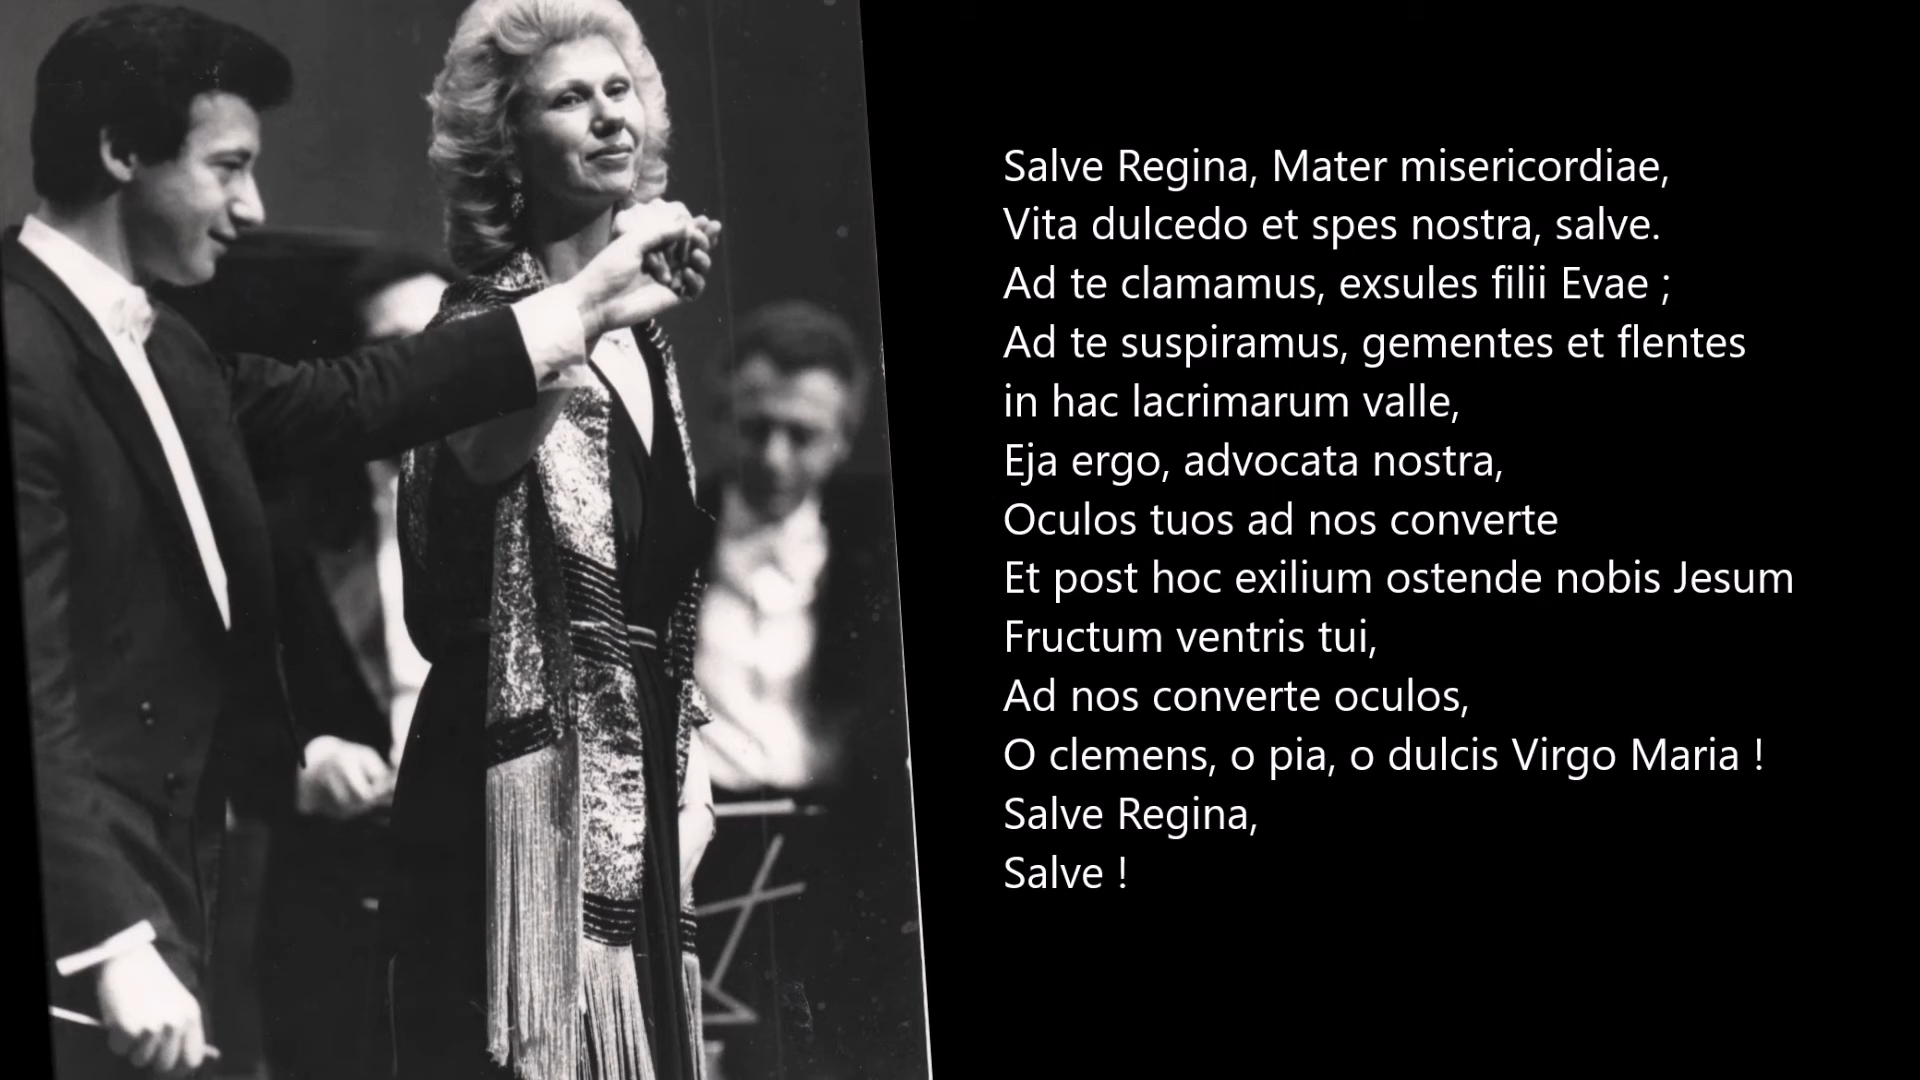 Salve Regina, Mater misericordiae,
Vita dulcedo et spes nostra, salve.
Ad te clamamus, exsules filii Evae ;
Ad te suspiramus, gementes et flentes
in hac lacrimarum valle,
Eja ergo, advocata nostra,
Oculos tuos ad nos converte
Et post hoc exilium ostende nobis Jesum
Fructum ventris tui,
Ad nos converte oculos,
O clemens, o pia, o dulcis Virgo Maria !
Salve Regina,
Salve !